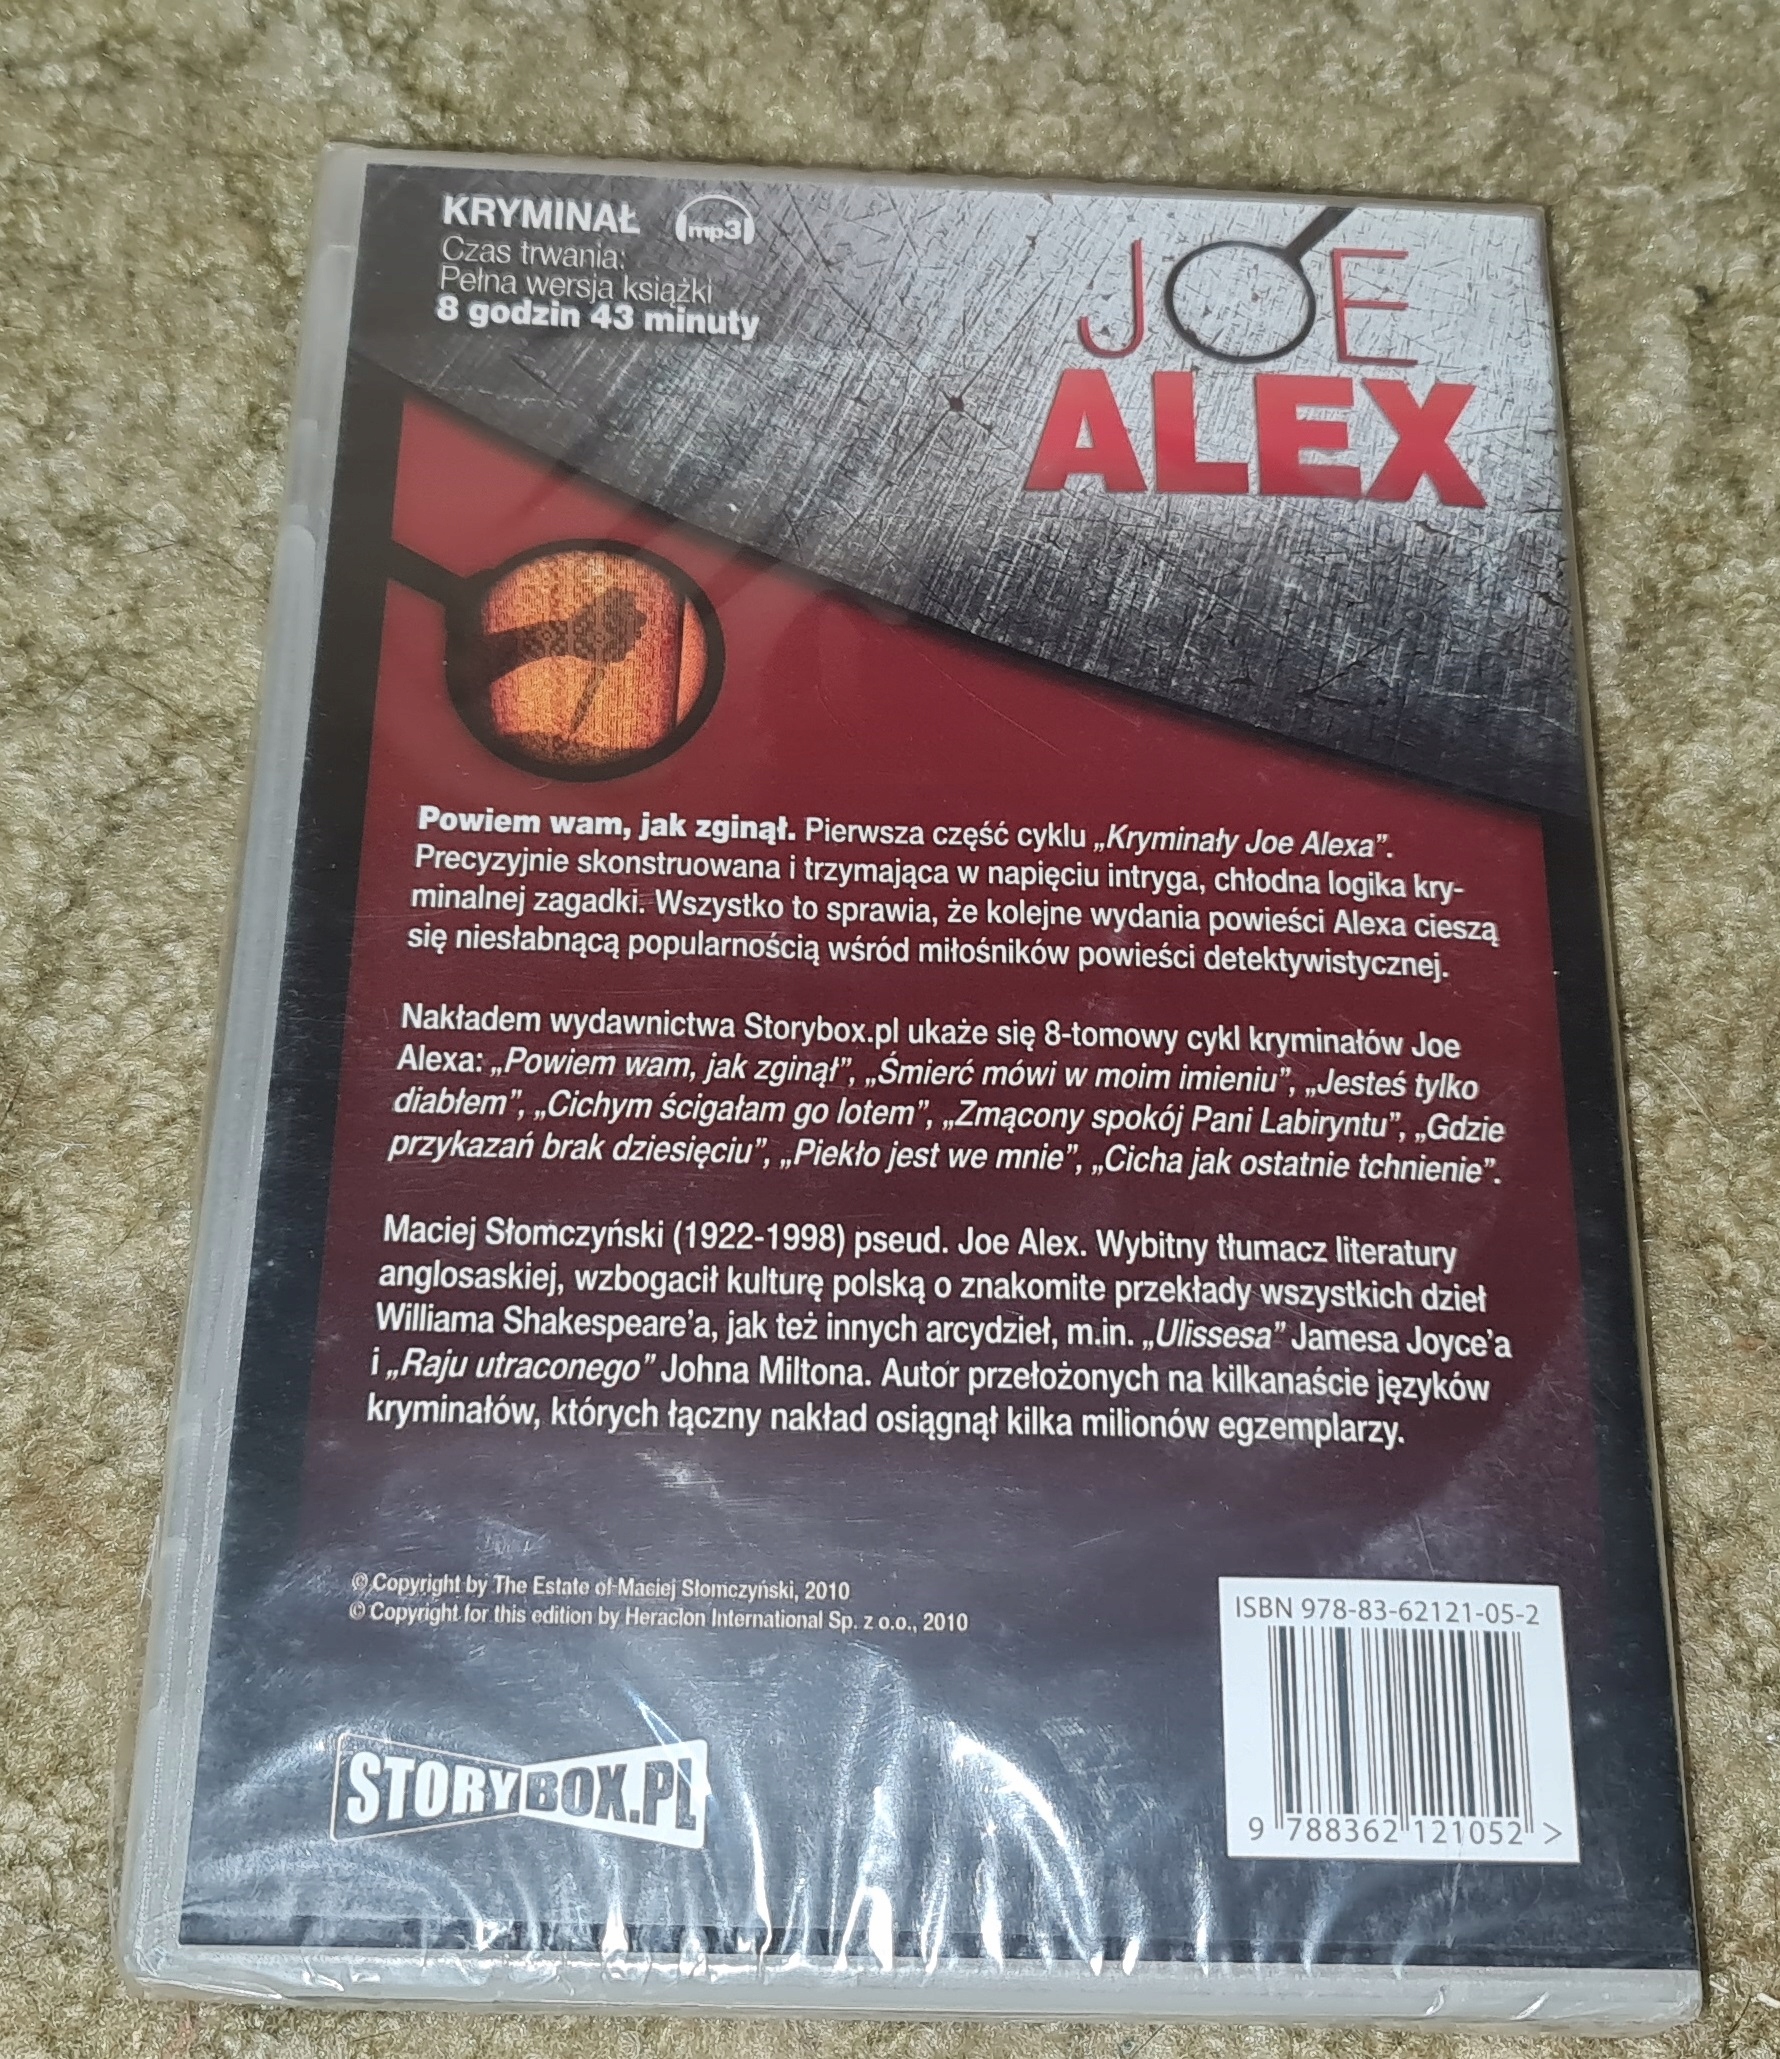 KRYMINAŁ mp3
Czas trwania:
Pełna wersja książki
8 godzin 43 minuty
JOE
ALEX
Powiem wam, jak zginął. Pierwsza część cyklu „Kryminały Joe Alexa”.
Precyzyjnie skonstruowana i trzymająca w napięciu intryga, chłodna logika kry-
minalnej zagadki. Wszystko to sprawia, że kolejne wydania powieści Alexa cieszą
się niesłabnącą popularnością wśród miłośników powieści detektywistycznej.
Nakładem wydawnictwa Storybox.pl ukaże się 8-tomowy cykl kryminałów Joe
Alexa: „Powiem wam, jak zginął”, „Śmierć mówi w moim imieniu”, „Jesteś tylko
diabłem”, „Cichym ścigałam go lotem”, „Zmącony spokój Pani Labiryntu”, „Gdzie
przykazań brak dziesięciu”, „Piekło jest we mnie”, „Cicha jak ostatnie tchnienie”.
Maciej Słomczyński (1922-1998) pseud. Joe Alex. Wybitny tłumacz literatury
anglosaskiej, wzbogacił kulturę polską o znakomite przekłady wszystkich dzieł
Williama Shakespeare’a, jak też innych arcydzieł, m.in. „Ulissesa” Jamesa Joyce’a
i „Raju utraconego” Johna Miltona. Autor przełożonych na kilkanaście języków
kryminałów, których łączny nakład osiągnął kilka milionów egzemplarzy.
© Copyright by The Estate of Maciej Słomczyński, 2010
© Copyright for this edition by Heraclon International Sp. z o.o., 2010
ISBN 978-83-62121-05-2
STORYBOX.PL
9 788362 121052 >